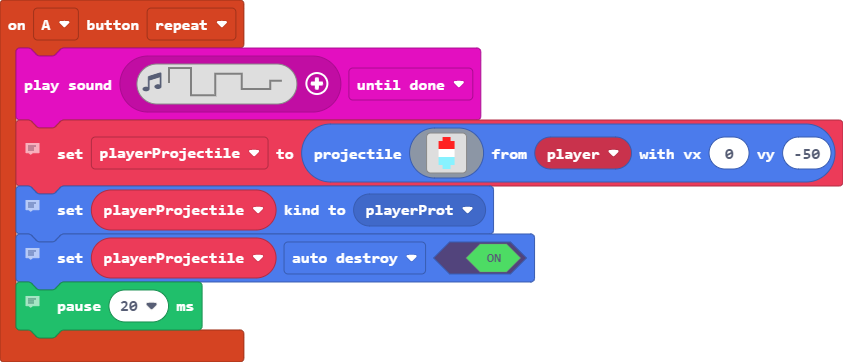 on A button repeat
play sound until done
set playerProjectile to projectile from player with vx 0 vy -50
set playerProjectile kind to playerProt
set playerProjectile auto destroy ON
pause 20 ms